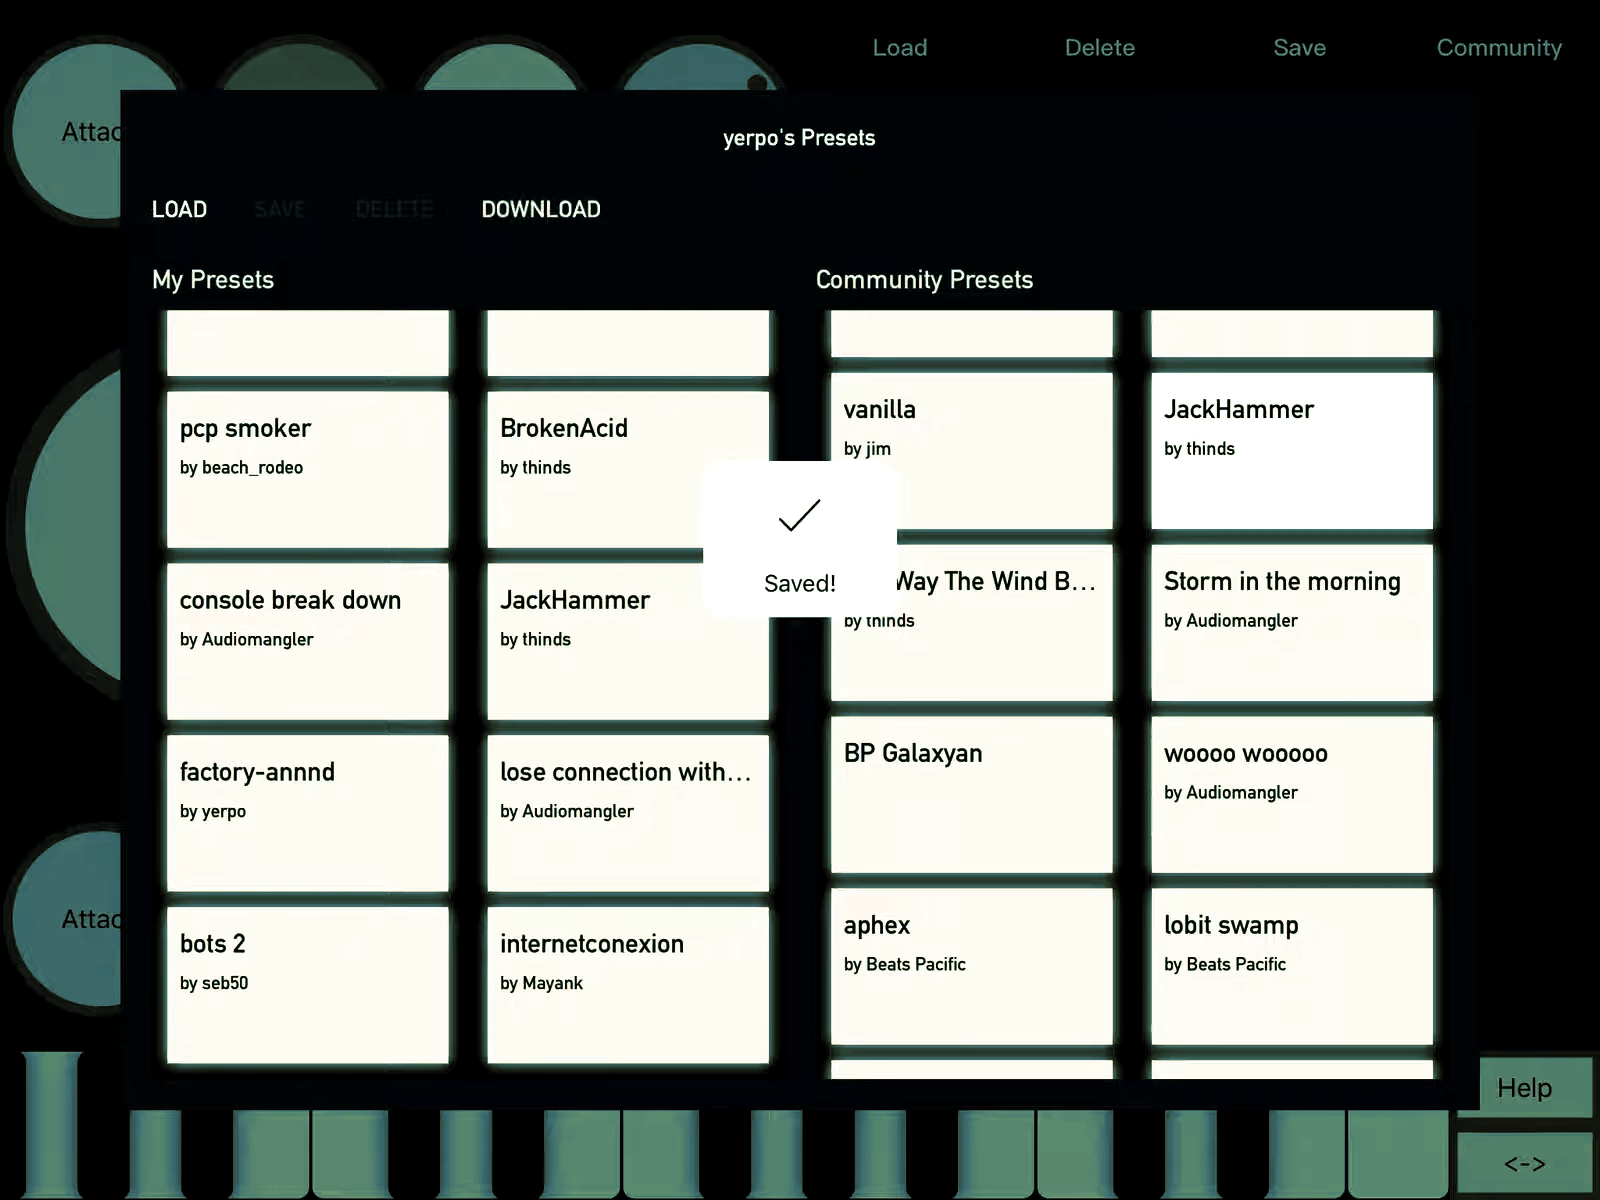 Load Delete Save Community
Attac
yerpo's Presets
LOAD SAVE DELETE DOWNLOAD
My Presets
pcp smoker
by beach_rodeo
BrokenAcid
by thinds
console break down
by Audiomangler
JackHammer
by thinds
factory-annnd
by yerpo
lose connection with...
by Audiomangler
bots 2
by seb50
internetconexion
by Mayank
Community Presets
vanilla
by jim
JackHammer
by thinds
Way The Wind B...
by thinds
Storm in the morning
by Audiomangler
BP Galaxyan
woooo wooooo
by Audiomangler
aphex
by Beats Pacific
lobit swamp
by Beats Pacific
Saved!
Attac
Help
<->